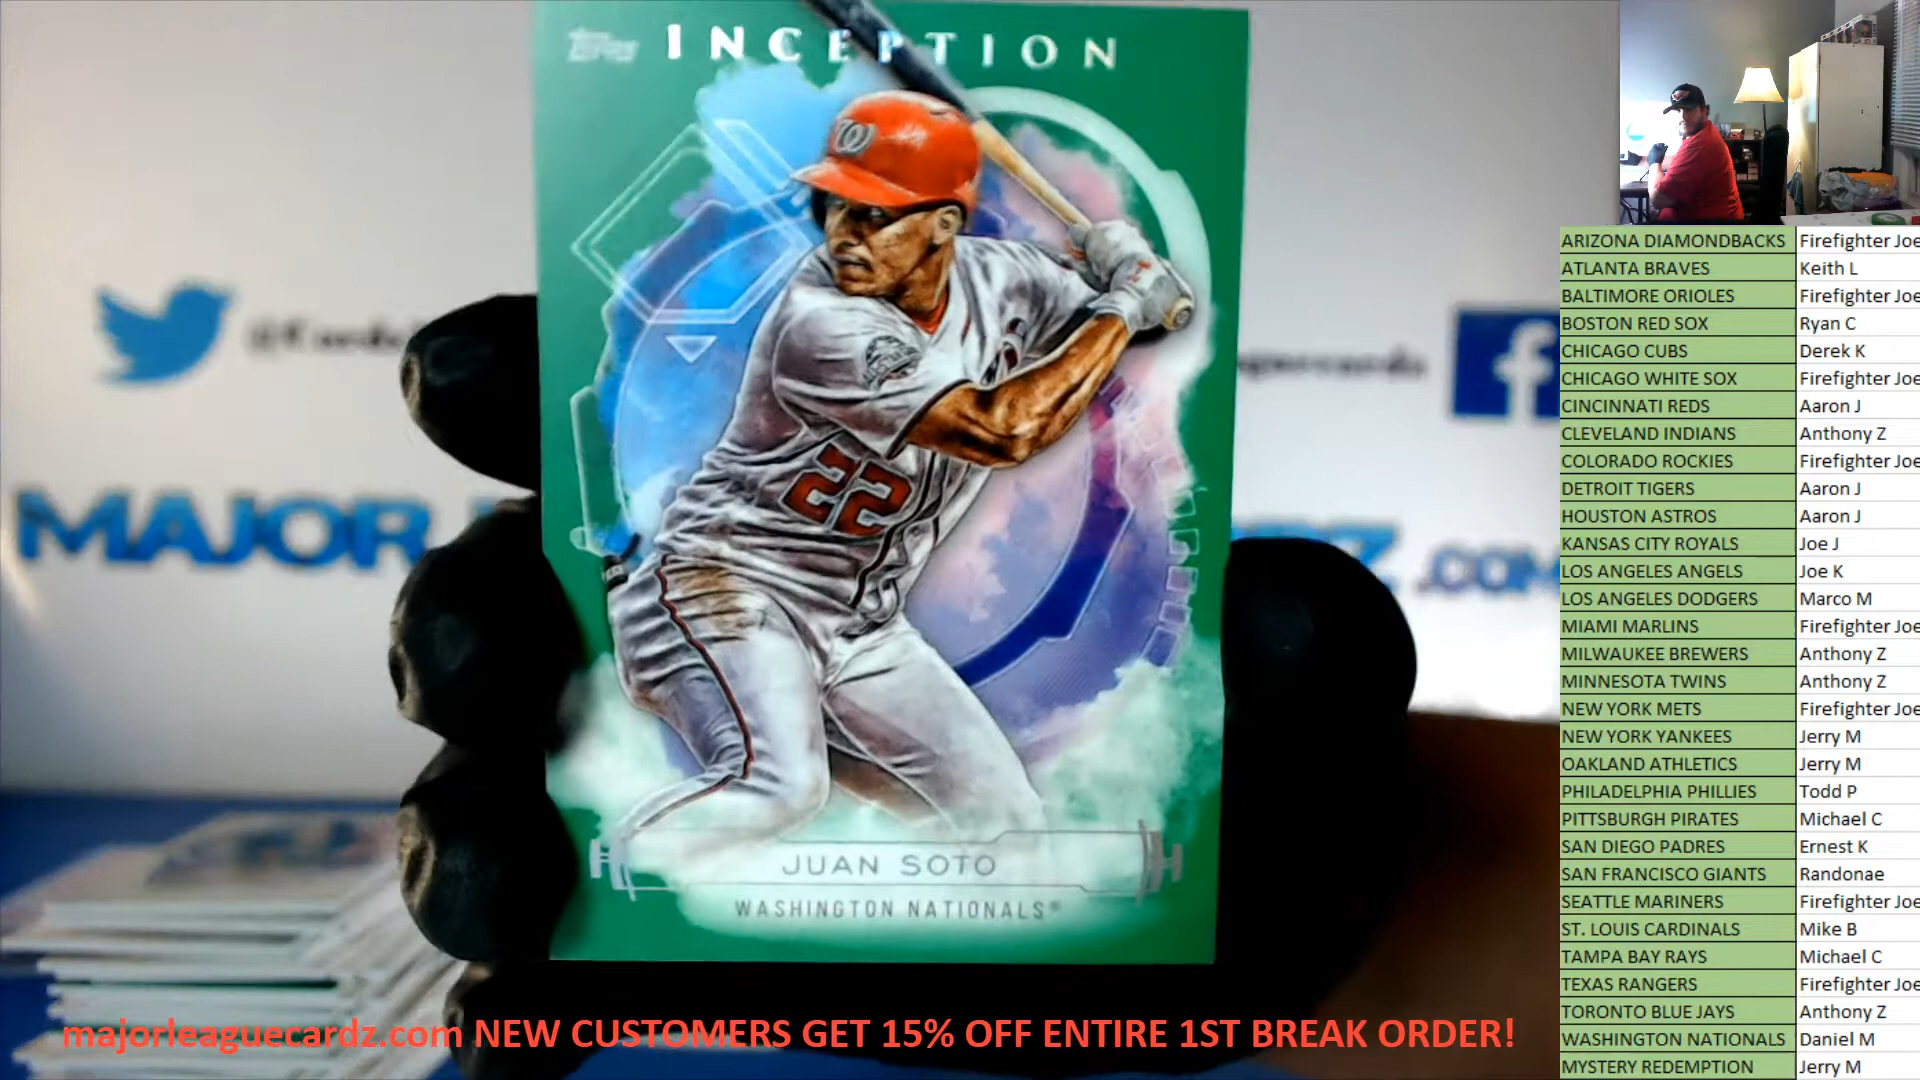 Topps INCEPTION
W
22
JUAN SOTO
WASHINGTON NATIONALS®
MAJOR
.COM
f
ARIZONA DIAMONDBACKS Firefighter Joe
ATLANTA BRAVES Keith L
BALTIMORE ORIOLES Firefighter Joe
BOSTON RED SOX Ryan C
CHICAGO CUBS Derek K
CHICAGO WHITE SOX Firefighter Joe
CINCINNATI REDS Aaron J
CLEVELAND INDIANS Anthony Z
COLORADO ROCKIES Firefighter Joe
DETROIT TIGERS Aaron J
HOUSTON ASTROS Aaron J
KANSAS CITY ROYALS Joe J
LOS ANGELES ANGELS Joe K
LOS ANGELES DODGERS Marco M
MIAMI MARLINS Firefighter Joe
MILWAUKEE BREWERS Anthony Z
MINNESOTA TWINS Anthony Z
NEW YORK METS Firefighter Joe
NEW YORK YANKEES Jerry M
OAKLAND ATHLETICS Jerry M
PHILADELPHIA PHILLIES Todd P
PITTSBURGH PIRATES Michael C
SAN DIEGO PADRES Ernest K
SAN FRANCISCO GIANTS Randonae
SEATTLE MARINERS Firefighter Joe
ST. LOUIS CARDINALS Mike B
TAMPA BAY RAYS Michael C
TEXAS RANGERS Firefighter Joe
TORONTO BLUE JAYS Anthony Z
WASHINGTON NATIONALS Daniel M
MYSTERY REDEMPTION Jerry M
majorleaguecardz.com NEW CUSTOMERS GET 15% OFF ENTIRE 1ST BREAK ORDER!